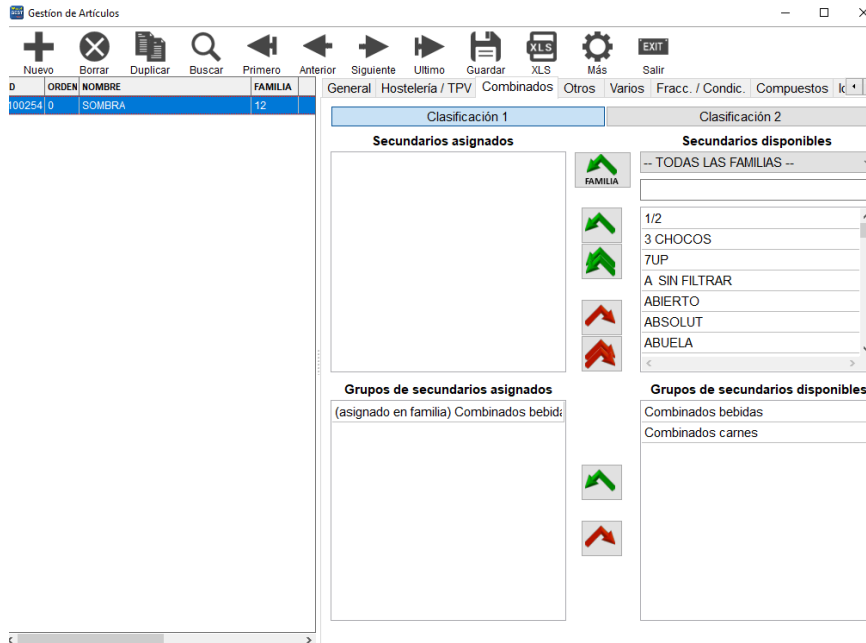 Gestíon de Artículos
Nuevo Borrar Duplicar Buscar Primero Anterior Siguiente Ultimo Guardar XLS Más Salir
XLS EXIT
D ORDEN NOMBRE FAMILIA
100254 0 SOMBRA 12
General Hostelería / TPV Combinados Otros Varios Fracc. / Condic. Compuestos
Clasificación 1 Clasificación 2
Secundarios asignados Secundarios disponibles
FAMILIA
-- TODAS LAS FAMILIAS --
1/2
3 CHOCOS
7UP
A SIN FILTRAR
ABIERTO
ABSOLUT
ABUELA
Grupos de secundarios asignados Grupos de secundarios disponibles
(asignado en familia) Combinados bebida
Combinados bebidas
Combinados carnes